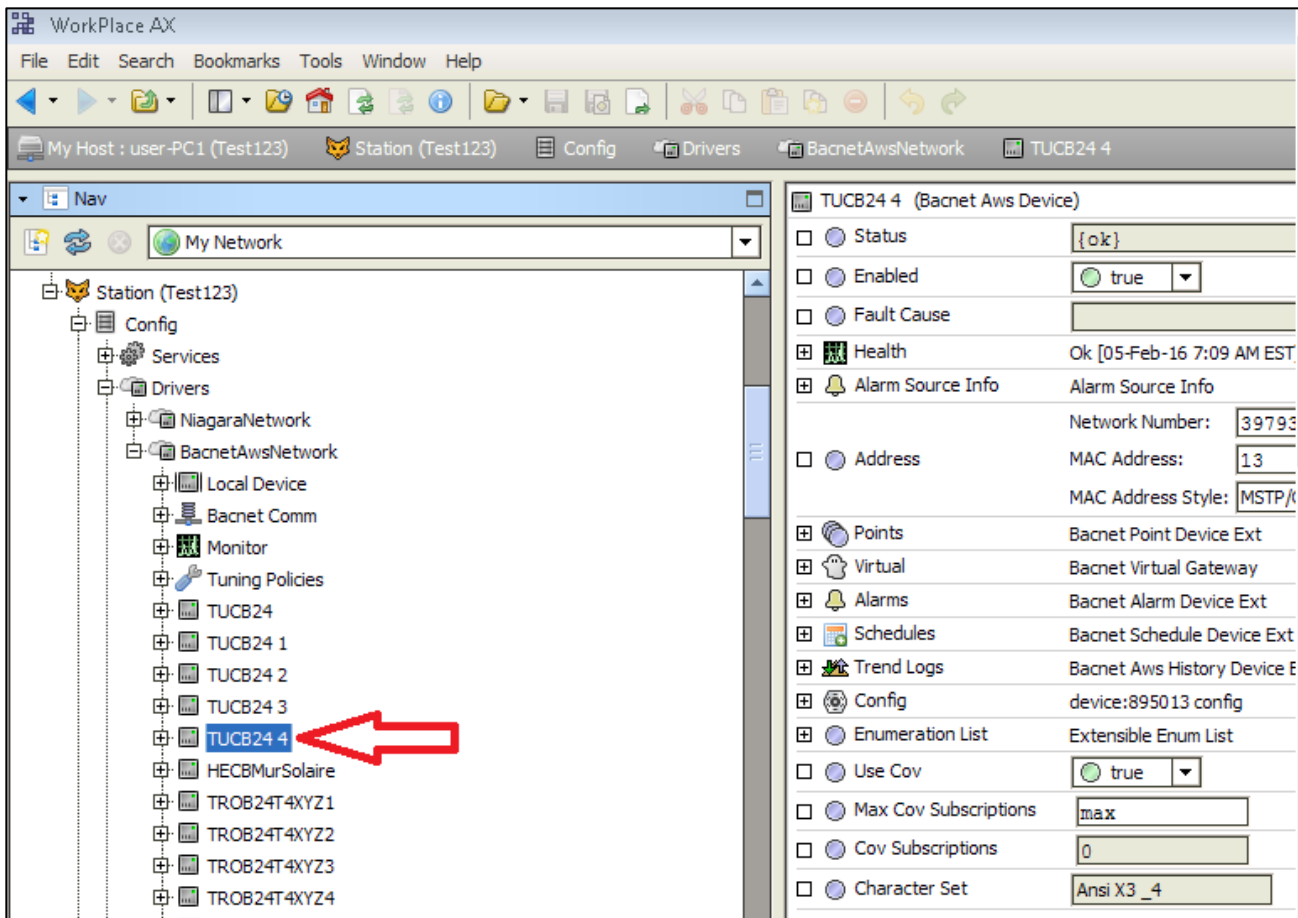 WorkPlace AX
File Edit Search Bookmarks Tools Window Help
My Host : user-PC1 (Test123) Station (Test123) Config Drivers BacnetAwsNetwork TUCB24 4
Nav
My Network
Station (Test123)
Config
Services
Drivers
NiagaraNetwork
BacnetAwsNetwork
Local Device
Bacnet Comm
Monitor
Tuning Policies
TUCB24
TUCB24 1
TUCB24 2
TUCB24 3
TUCB24 4
HECBMurSolaire
TROB24T4XYZ1
TROB24T4XYZ2
TROB24T4XYZ3
TROB24T4XYZ4
TUCB24 4 (Bacnet Aws Device)
Status {ok}
Enabled true
Fault Cause
Health Ok [05-Feb-16 7:09 AM EST]
Alarm Source Info Alarm Source Info
Network Number: 39793
Address MAC Address: 13
MAC Address Style: MSTP/
Points Bacnet Point Device Ext
Virtual Bacnet Virtual Gateway
Alarms Bacnet Alarm Device Ext
Schedules Bacnet Schedule Device Ext
Trend Logs Bacnet Aws History Device E
Config device:895013 config
Enumeration List Extensible Enum List
Use Cov true
Max Cov Subscriptions max
Cov Subscriptions 0
Character Set Ansi X3 _4